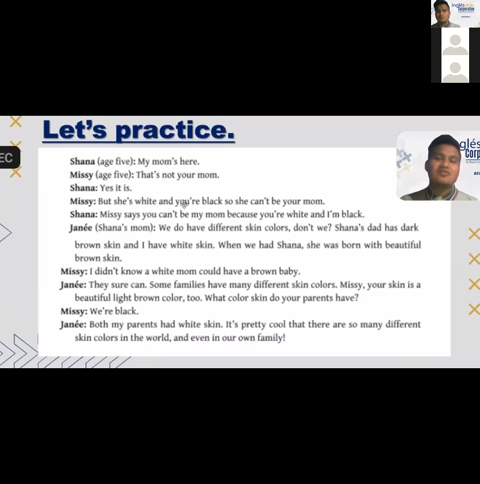 Inglés
Corporation
Let's practice.
EC
glés
Corp
Shana (age five): My mom's here.
Missy (age five): That's not your mom.
Shana: Yes it is.
Missy: But she's white and you're black so she can't be your mom.
Shana: Missy says you can't be my mom because you're white and I'm black.
Janée (Shana's mom): We do have different skin colors, don't we? Shana's dad has dark
brown skin and I have white skin. When we had Shana, she was born with beautiful
brown skin.
Missy: I didn't know a white mom could have a brown baby.
Janée: They sure can. Some families have many different skin colors. Missy, your skin is a
beautiful light brown color, too. What color skin do your parents have?
Missy: We're black.
Janée: Both my parents had white skin. It's pretty cool that there are so many different
skin colors in the world, and even in our own family!